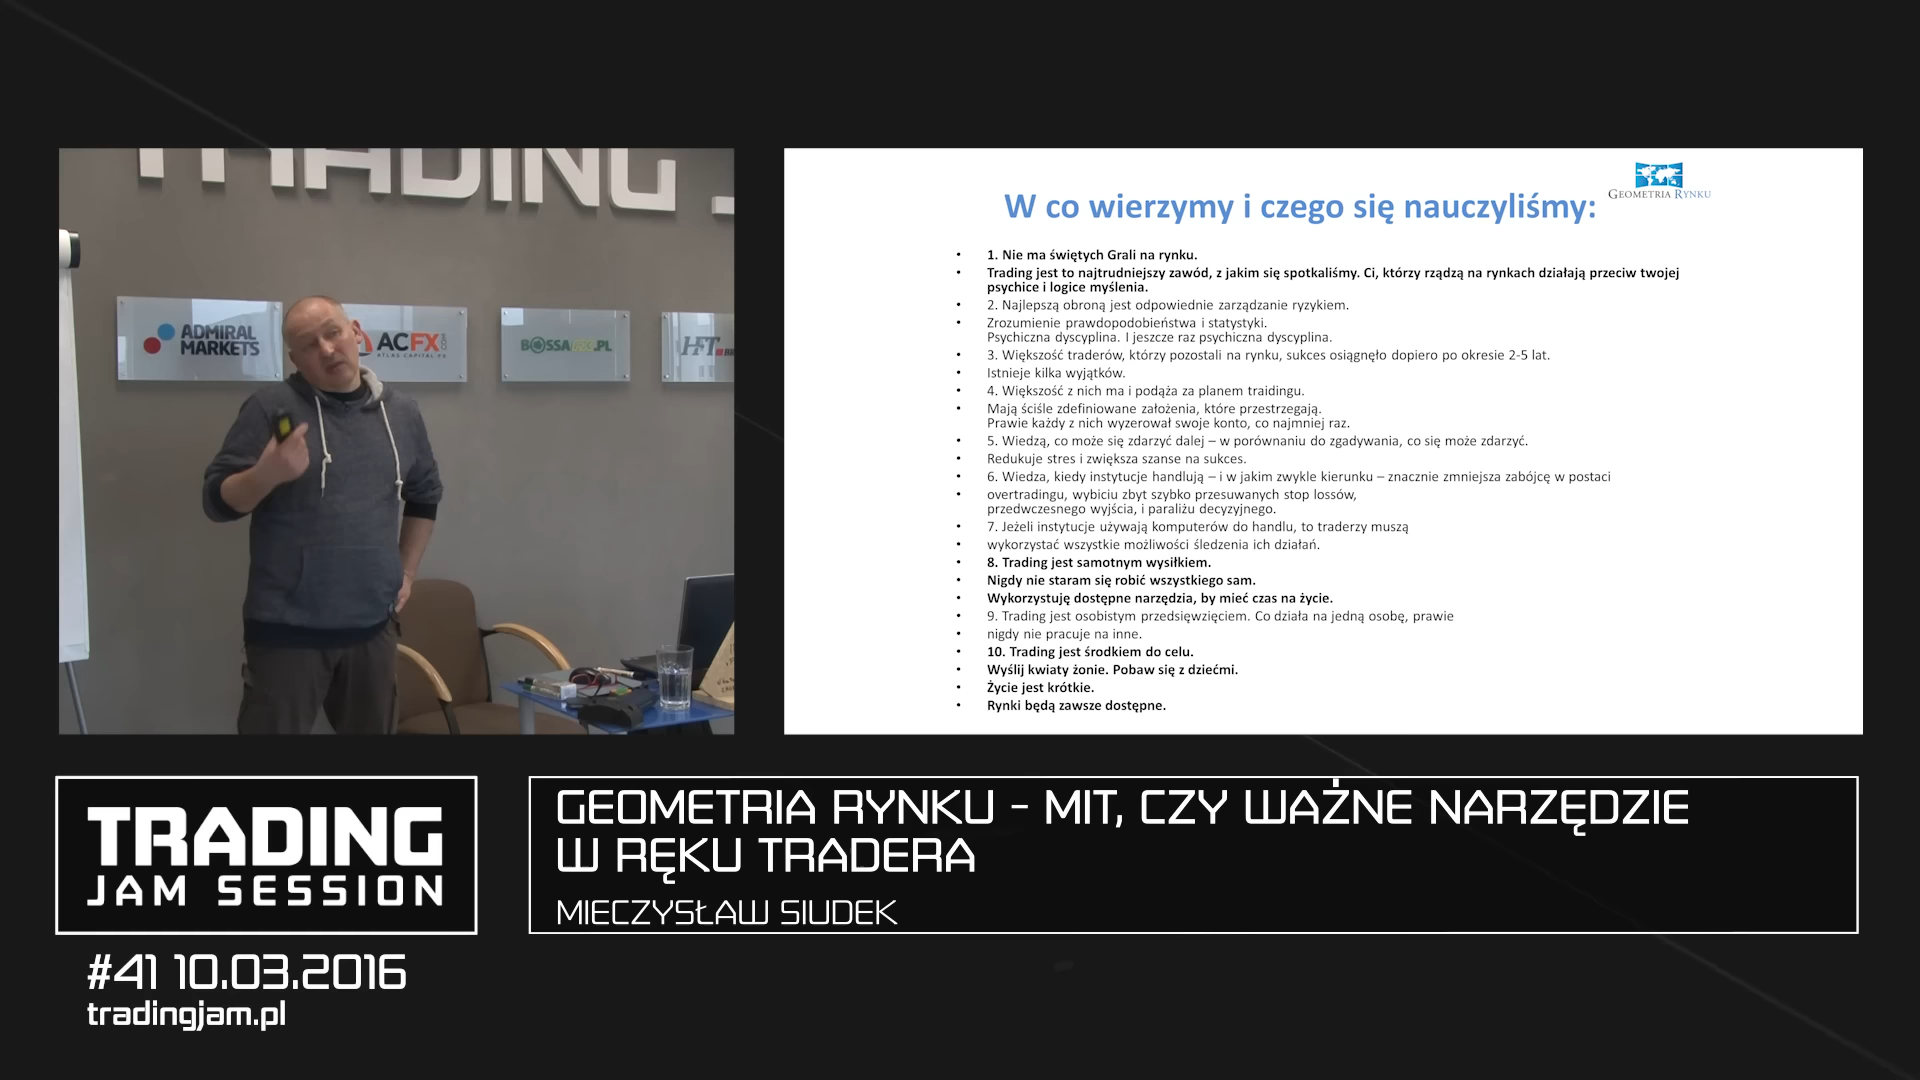 TRADING J
ADMIRAL
MARKETS
ACFX
.COM
ATLAS CAPITAL FX
BOSSAFX.PL
HFT
GEOMETRIA RYNKU
W co wierzymy i czego się nauczyliśmy:
• 1. Nie ma świętych Grali na rynku.
• Trading jest to najtrudniejszy zawód, z jakim się spotkaliśmy. Ci, którzy rządzą na rynkach działają przeciw twojej
psychice i logice myślenia.
• 2. Najlepszą obroną jest odpowiednie zarządzanie ryzykiem.
• Zrozumienie prawdopodobieństwa i statystyki.
Psychiczna dyscyplina. I jeszcze raz psychiczna dyscyplina.
• 3. Większość traderów, którzy pozostali na rynku, sukces osiągnęło dopiero po okresie 2-5 lat.
• Istnieje kilka wyjątków.
• 4. Większość z nich ma i podąża za planem traidingu.
• Mają ściśle zdefiniowane założenia, które przestrzegają.
Prawie każdy z nich wyzerował swoje konto, co najmniej raz.
• 5. Wiedzą, co może się zdarzyć dalej – w porównaniu do zgadywania, co się może zdarzyć.
• Redukuje stres i zwiększa szanse na sukces.
• 6. Wiedza, kiedy instytucje handlują – i w jakim zwykle kierunku – znacznie zmniejsza zabójcę w postaci
• overtradingu, wybiciu zbyt szybko przesuwanych stop lossów,
przedwczesnego wyjścia, i paraliżu decyzyjnego.
• 7. Jeżeli instytucje używają komputerów do handlu, to traderzy muszą
• wykorzystać wszystkie możliwości śledzenia ich działań.
• 8. Trading jest samotnym wysiłkiem.
• Nigdy nie staram się robić wszystkiego sam.
• Wykorzystuję dostępne narzędzia, by mieć czas na życie.
• 9. Trading jest osobistym przedsięwzięciem. Co działa na jedną osobę, prawie
• nigdy nie pracuje na inne.
• 10. Trading jest środkiem do celu.
• Wyślij kwiaty żonie. Pobaw się z dziećmi.
• Życie jest krótkie.
• Rynki będą zawsze dostępne.
TRADING
JAM SESSION
#41 10.03.2016
tradingjam.pl
GEOMETRIA RYNKU - MIT, CZY WAŻNE NARZĘDZIE
W RĘKU TRADERA
MIECZYSŁAW SIUDEK